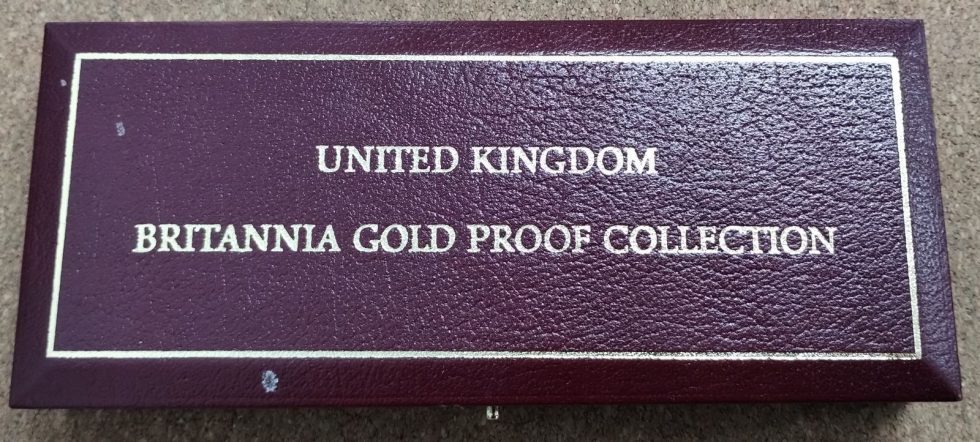 UNITED KINGDOM
BRITANNIA GOLD PROOF COLLECTION